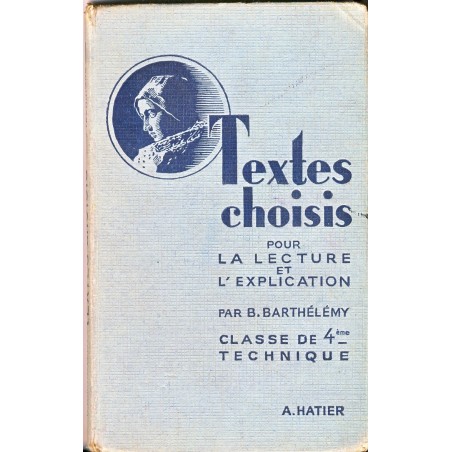 Textes
choisis
POUR
LA LECTURE
ET
L'EXPLICATION
PAR B. BARTHÉLÉMY
CLASSE DE 4ème
TECHNIQUE
A. HATIER